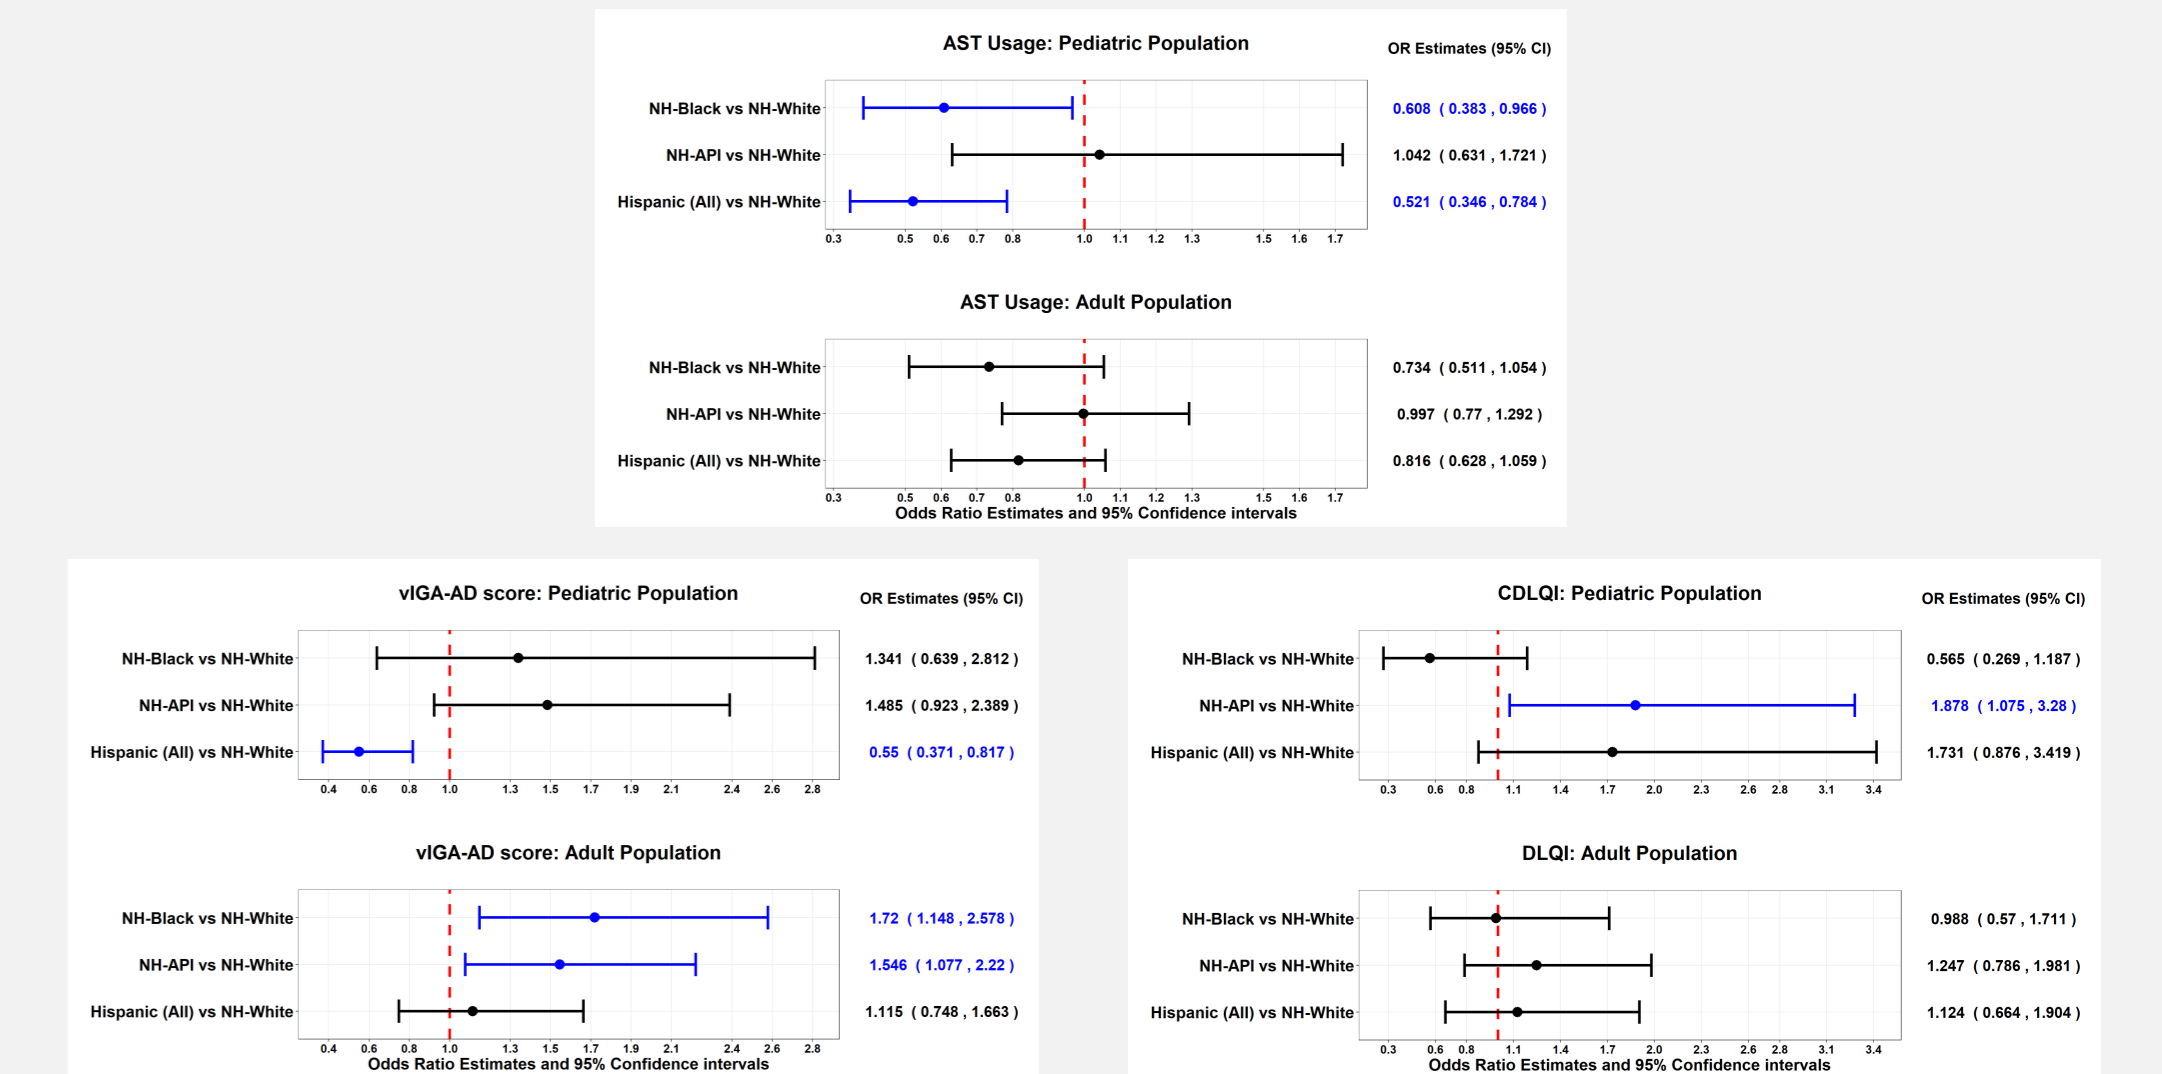 AST Usage: Pediatric Population
OR Estimates (95% CI)
NH-Black vs NH-White 0.608 ( 0.383 , 0.966 )
NH-API vs NH-White 1.042 ( 0.631 , 1.721 )
Hispanic (All) vs NH-White 0.521 ( 0.346 , 0.784 )
0.3 0.5 0.6 0.7 0.8 1.0 1.1 1.2 1.3 1.5 1.6 1.7
AST Usage: Adult Population
NH-Black vs NH-White 0.734 ( 0.511 , 1.054 )
NH-API vs NH-White 0.997 ( 0.77 , 1.292 )
Hispanic (All) vs NH-White 0.816 ( 0.628 , 1.059 )
0.3 0.5 0.6 0.7 0.8 1.0 1.1 1.2 1.3 1.5 1.6 1.7
Odds Ratio Estimates and 95% Confidence intervals
vIGA-AD score: Pediatric Population
OR Estimates (95% CI)
NH-Black vs NH-White 1.341 ( 0.639 , 2.812 )
NH-API vs NH-White 1.485 ( 0.923 , 2.389 )
Hispanic (All) vs NH-White 0.55 ( 0.371 , 0.817 )
0.4 0.6 0.8 1.0 1.3 1.5 1.7 1.9 2.1 2.4 2.6 2.8
vIGA-AD score: Adult Population
NH-Black vs NH-White 1.72 ( 1.148 , 2.578 )
NH-API vs NH-White 1.546 ( 1.077 , 2.22 )
Hispanic (All) vs NH-White 1.115 ( 0.748 , 1.663 )
0.4 0.6 0.8 1.0 1.3 1.5 1.7 1.9 2.1 2.4 2.6 2.8
Odds Ratio Estimates and 95% Confidence intervals
CDLQI: Pediatric Population
OR Estimates (95% CI)
NH-Black vs NH-White 0.565 ( 0.269 , 1.187 )
NH-API vs NH-White 1.878 ( 1.075 , 3.28 )
Hispanic (All) vs NH-White 1.731 ( 0.876 , 3.419 )
0.3 0.6 0.8 1.1 1.4 1.7 2.0 2.3 2.6 2.8 3.1 3.4
DLQI: Adult Population
NH-Black vs NH-White 0.988 ( 0.57 , 1.711 )
NH-API vs NH-White 1.247 ( 0.786 , 1.981 )
Hispanic (All) vs NH-White 1.124 ( 0.664 , 1.904 )
0.3 0.6 0.8 1.1 1.4 1.7 2.0 2.3 2.6 2.8 3.1 3.4
Odds Ratio Estimates and 95% Confidence intervals